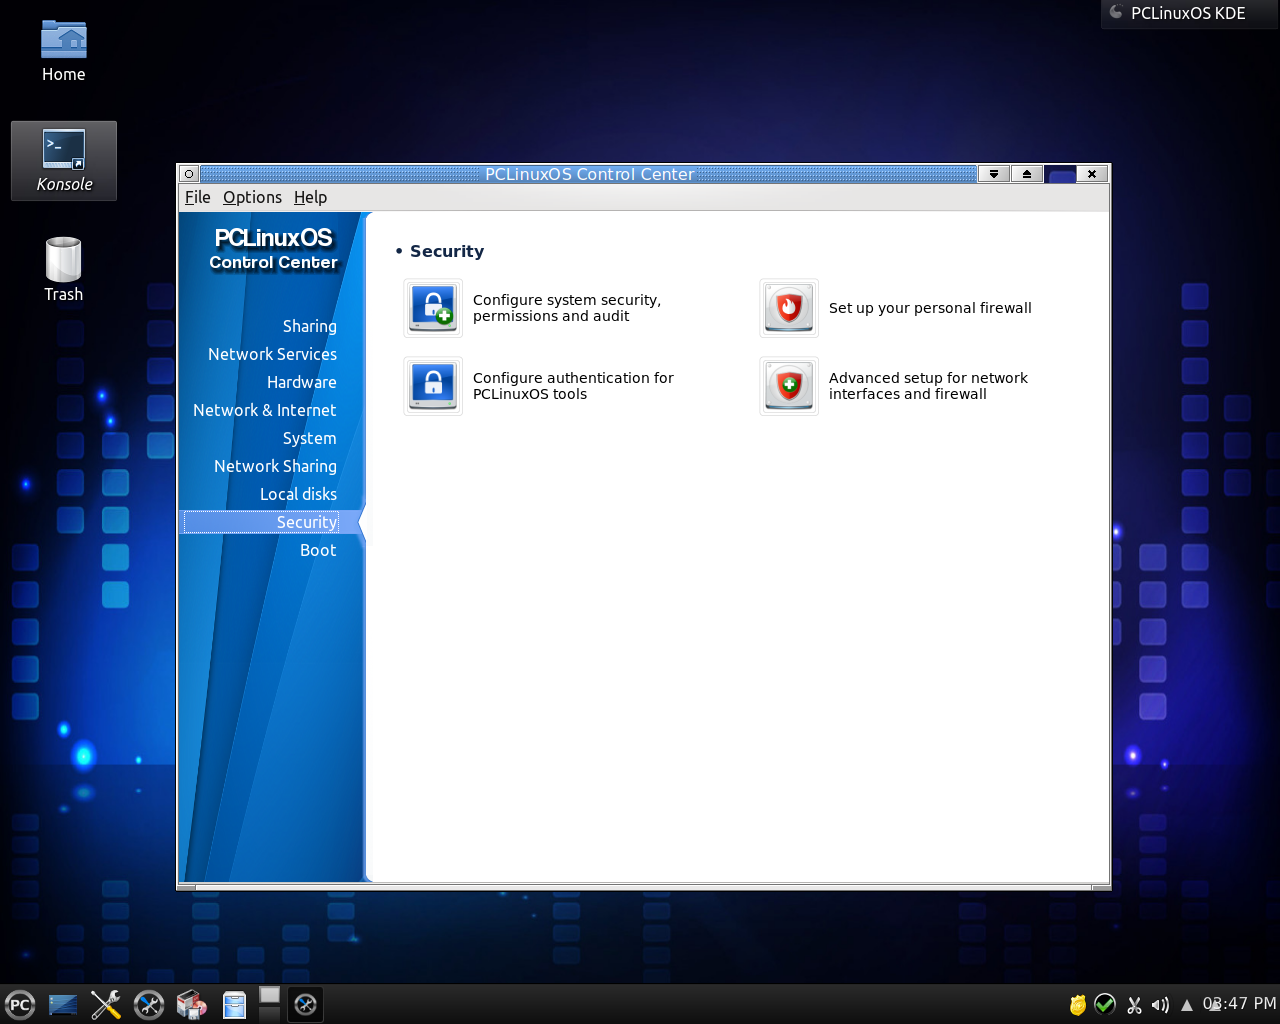 PCLinuxOS KDE
Home
>_
Konsole
Trash
PCLinuxOS Control Center
File Options Help
PCLinuxOS
Control Center
Sharing
Network Services
Hardware
Network & Internet
System
Network Sharing
Local disks
Security
Boot
• Security
Configure system security,
permissions and audit
Set up your personal firewall
Configure authentication for
PCLinuxOS tools
Advanced setup for network
interfaces and firewall
PC
03:47 PM